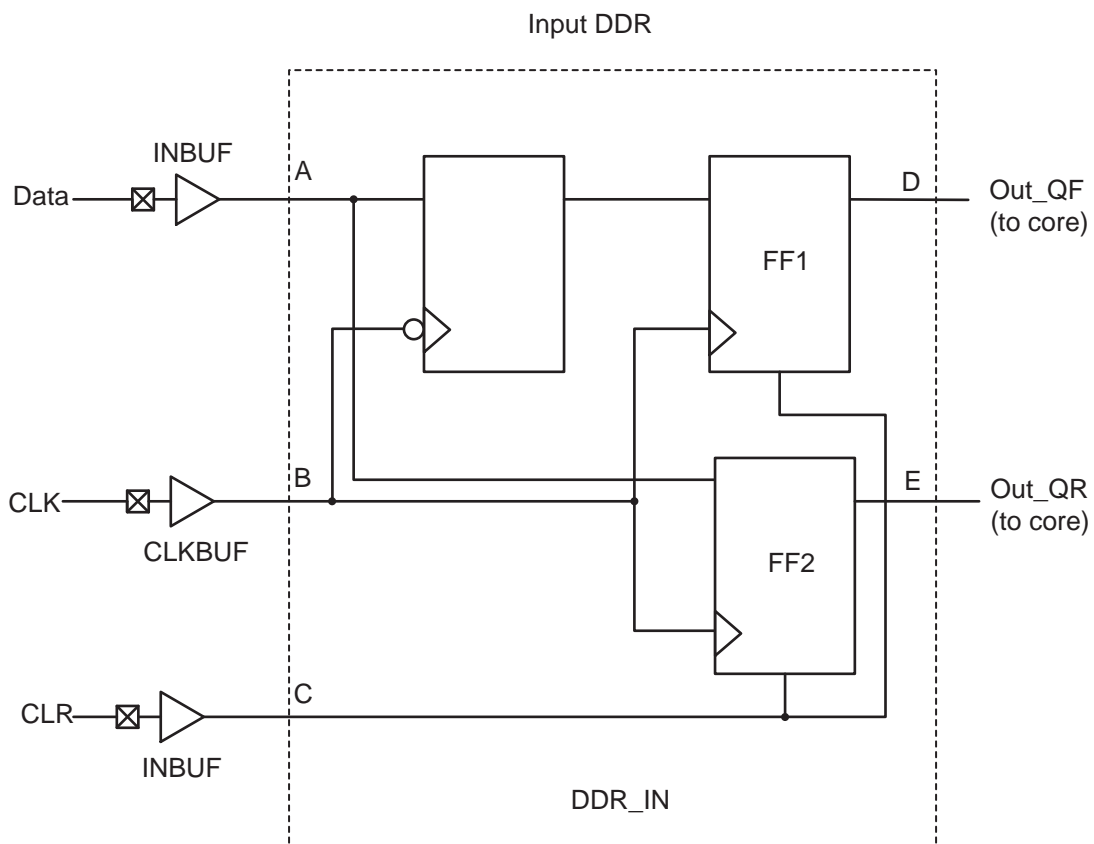 Input DDR
INBUF
A
Data
D
Out_QF
(to core)
FF1
B
CLK
CLKBUF
E
Out_QR
(to core)
FF2
C
CLR
INBUF
DDR_IN